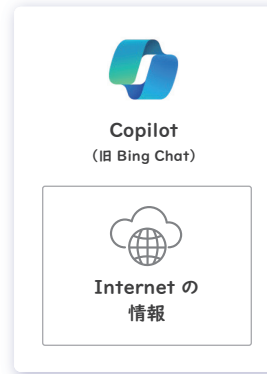 Copilot
（旧 Bing Chat）
Internet の
情報